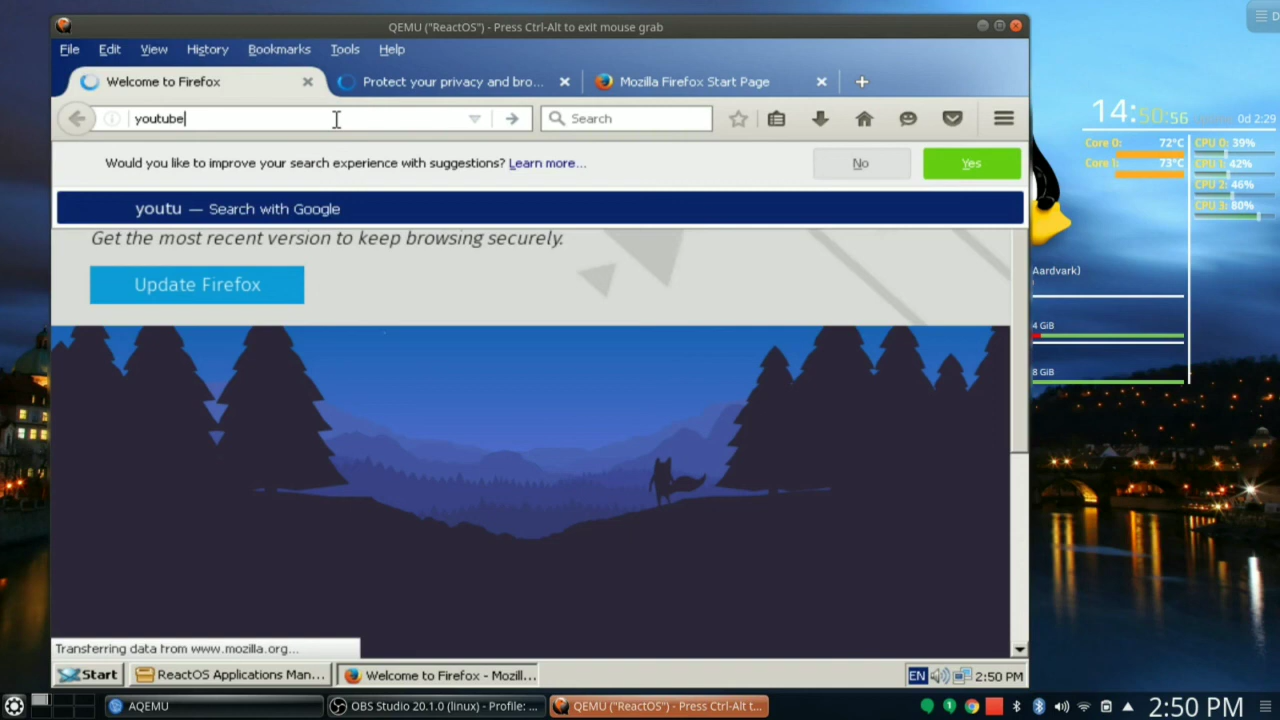 QEMU ("ReactOS") - Press Ctrl-Alt to exit mouse grab
File Edit View History Bookmarks Tools Help
Welcome to Firefox
Protect your privacy and bro...
Mozilla Firefox Start Page
youtube
Search
Would you like to improve your search experience with suggestions? Learn more...
No
Yes
youtu — Search with Google
Get the most recent version to keep browsing securely.
Update Firefox
Transferring data from www.mozilla.org...
Start
ReactOS Applications Man...
Welcome to Firefox - Mozill...
EN
2:50 PM
14:50:56
0d 2:29
Core 0: 72°C
Core 1: 73°C
CPU 0: 39%
CPU 1: 42%
CPU 2: 46%
CPU 3: 80%
Aardvark)
4 GiB
8 GiB
AQEMU
OBS Studio 20.1.0 (linux) - Profile: ...
QEMU ("ReactOS") - Press Ctrl-Alt t...
2:50 PM